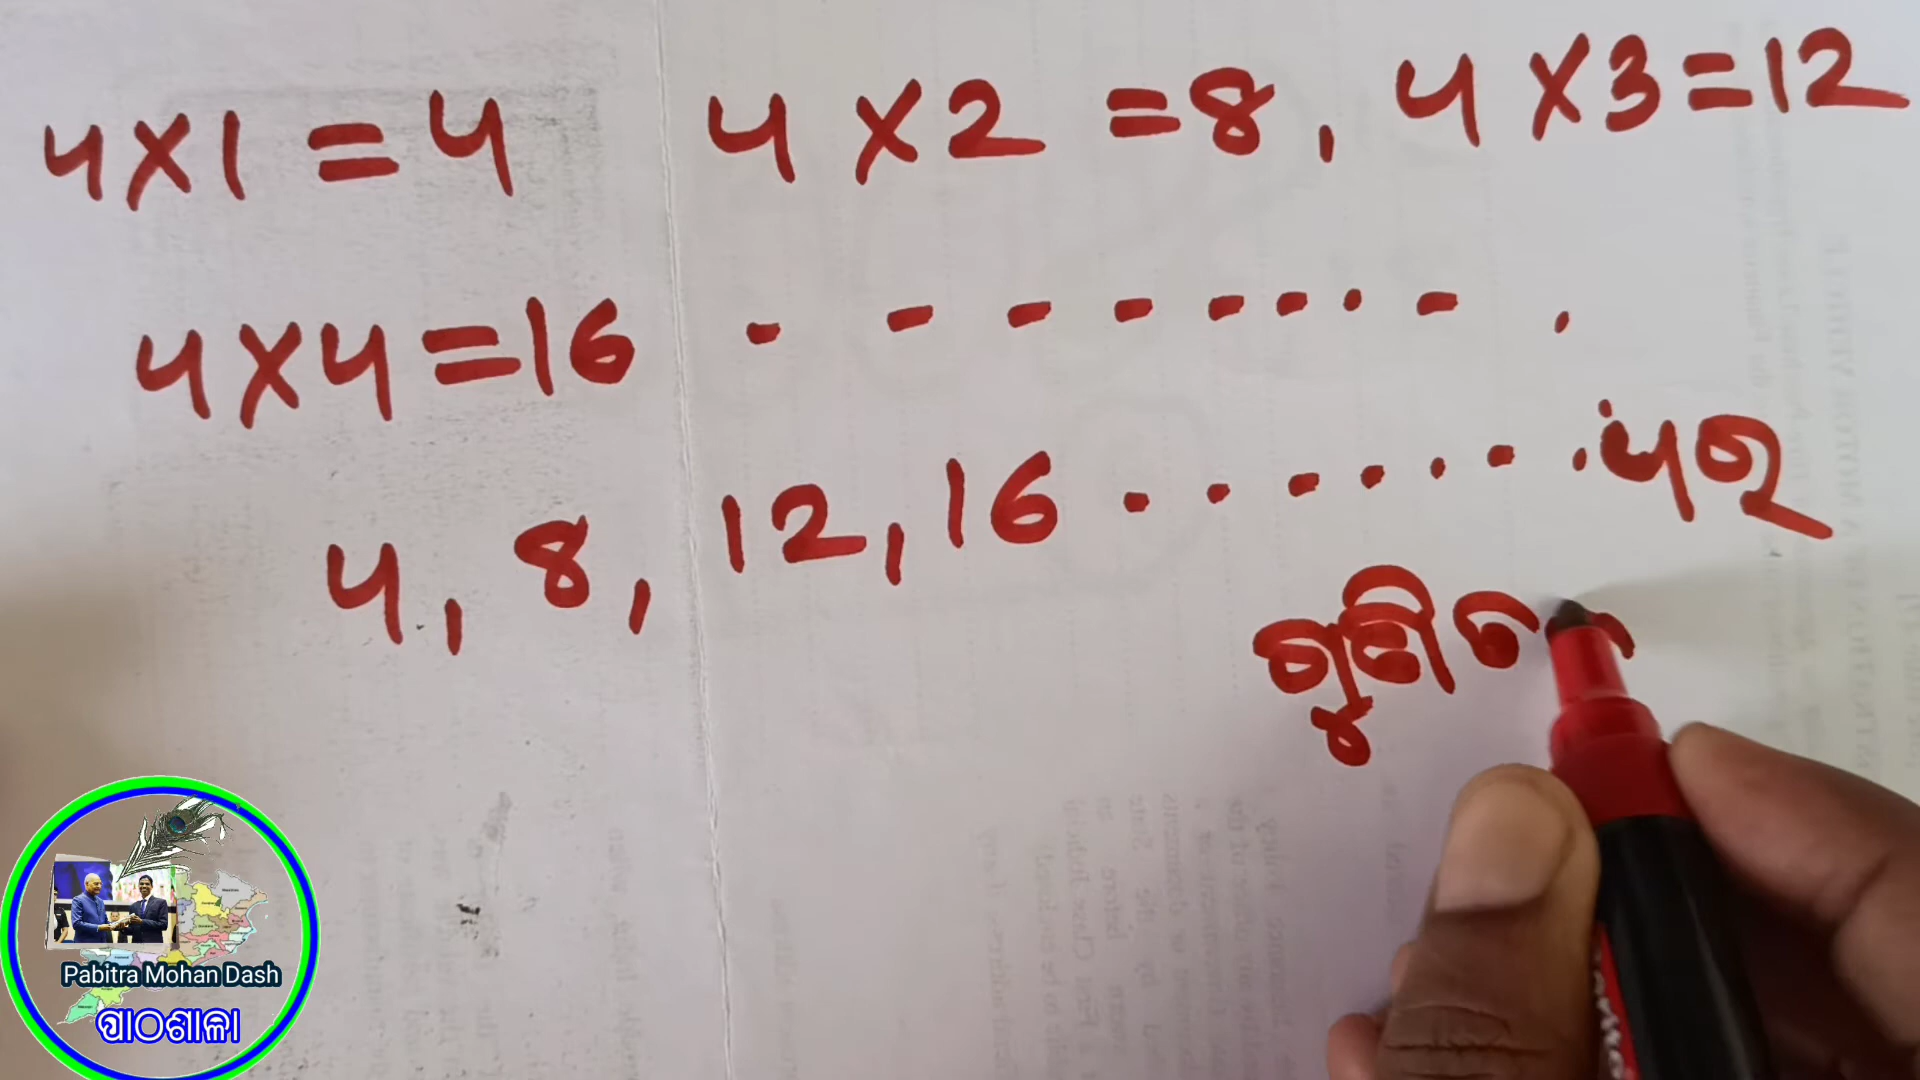 4×1=4 4×2=8, 4×3=12
4×4=16 - - - - - - - - .
4, 8, 12, 16 . . . . . . . 4ର
ଗୁଣିତ
Pabitra Mohan Dash
ପାଠଶାଳା